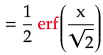 = 1/2 erf(x/√2)